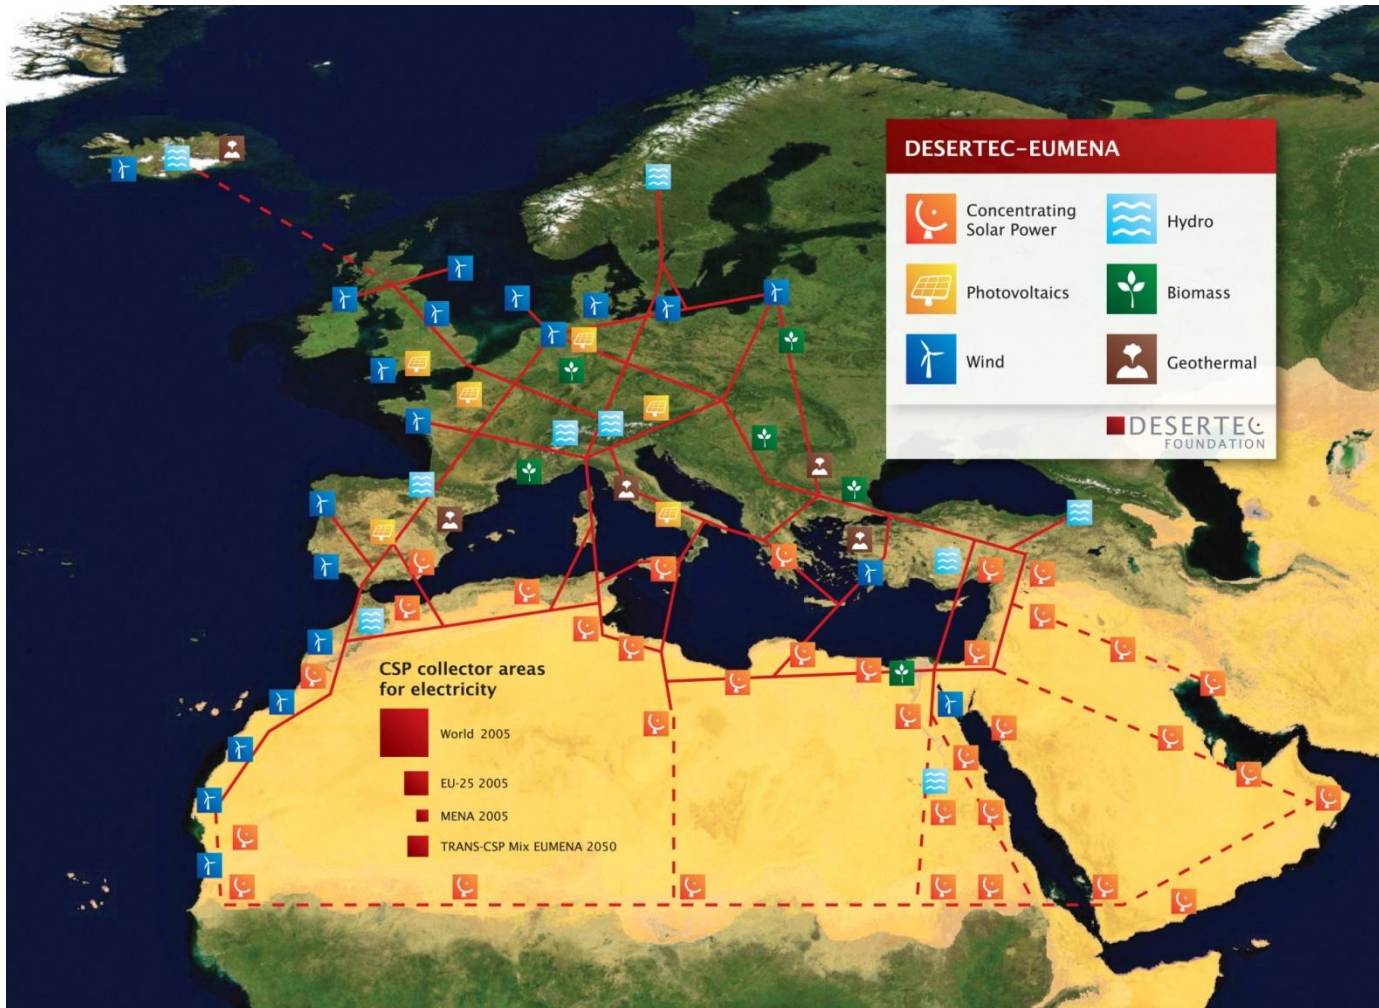 DESERTEC-EUMENA
Concentrating
Solar Power
Hydro
Photovoltaics
Biomass
Wind
Geothermal
DESERTEC
FOUNDATION
CSP collector areas
for electricity
World 2005
EU-25 2005
MENA 2005
TRANS-CSP Mix EUMENA 2050